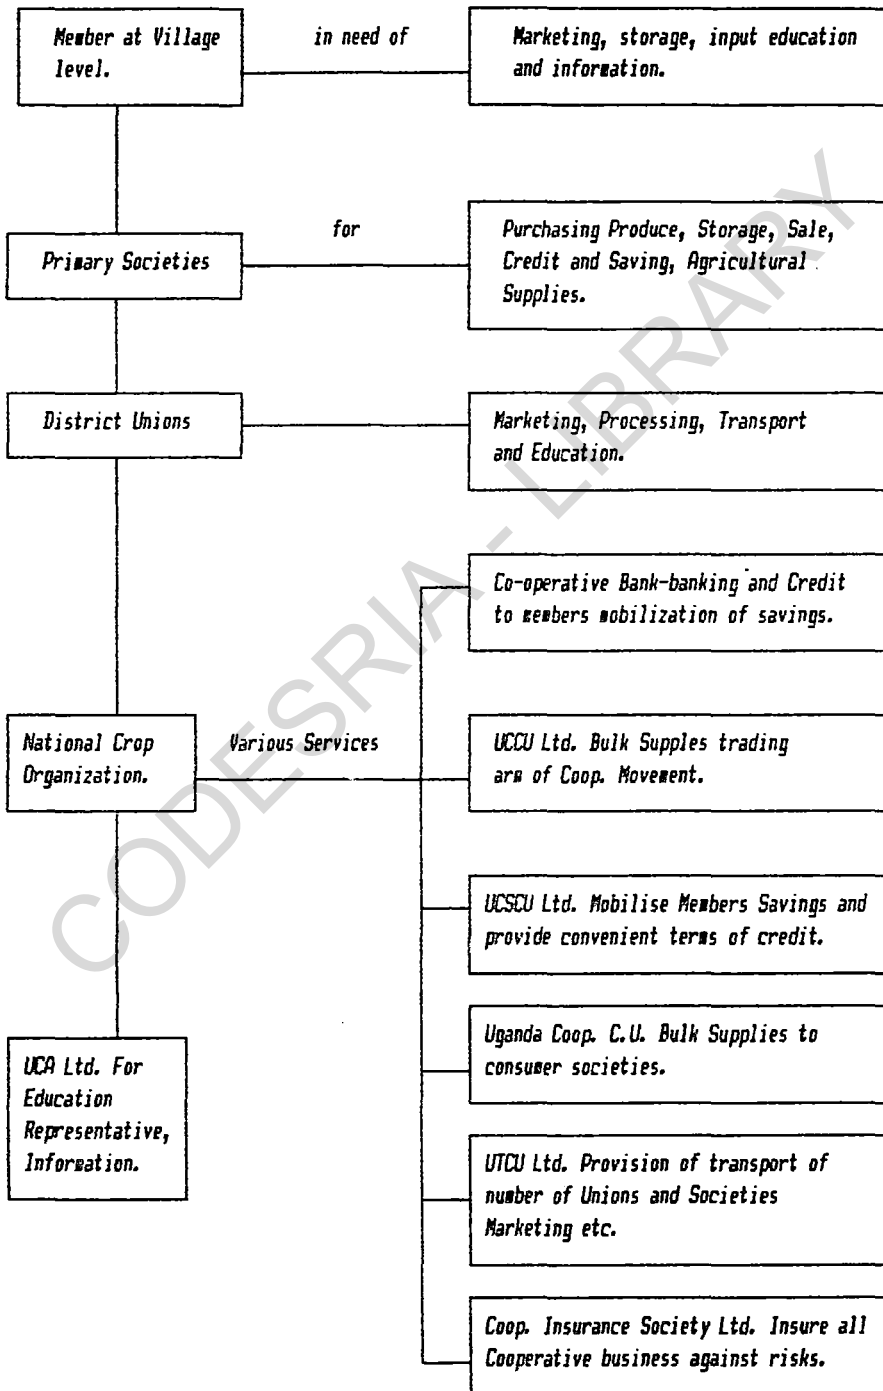 Member at Village
level.
in need of
Marketing, storage, input education
and information.
Primary Societies
for
Purchasing Produce, Storage, Sale,
Credit and Saving, Agricultural
Supplies.
District Unions
Marketing, Processing, Transport
and Education.
Co-operative Bank-banking and Credit
to members mobilization of savings.
National Crop
Organization.
Various Services
UCCU Ltd. Bulk Supples trading
arm of Coop. Movement.
UCSCU Ltd. Mobilise Members Savings and
provide convenient terms of credit.
Uganda Coop. C.U. Bulk Supplies to
consumer societies.
UCA Ltd. For
Education
Representative,
Information.
UTCU Ltd. Provision of transport of
number of Unions and Societies
Marketing etc.
Coop. Insurance Society Ltd. Insure all
Cooperative business against risks.
CODESRIA - LIBRARY